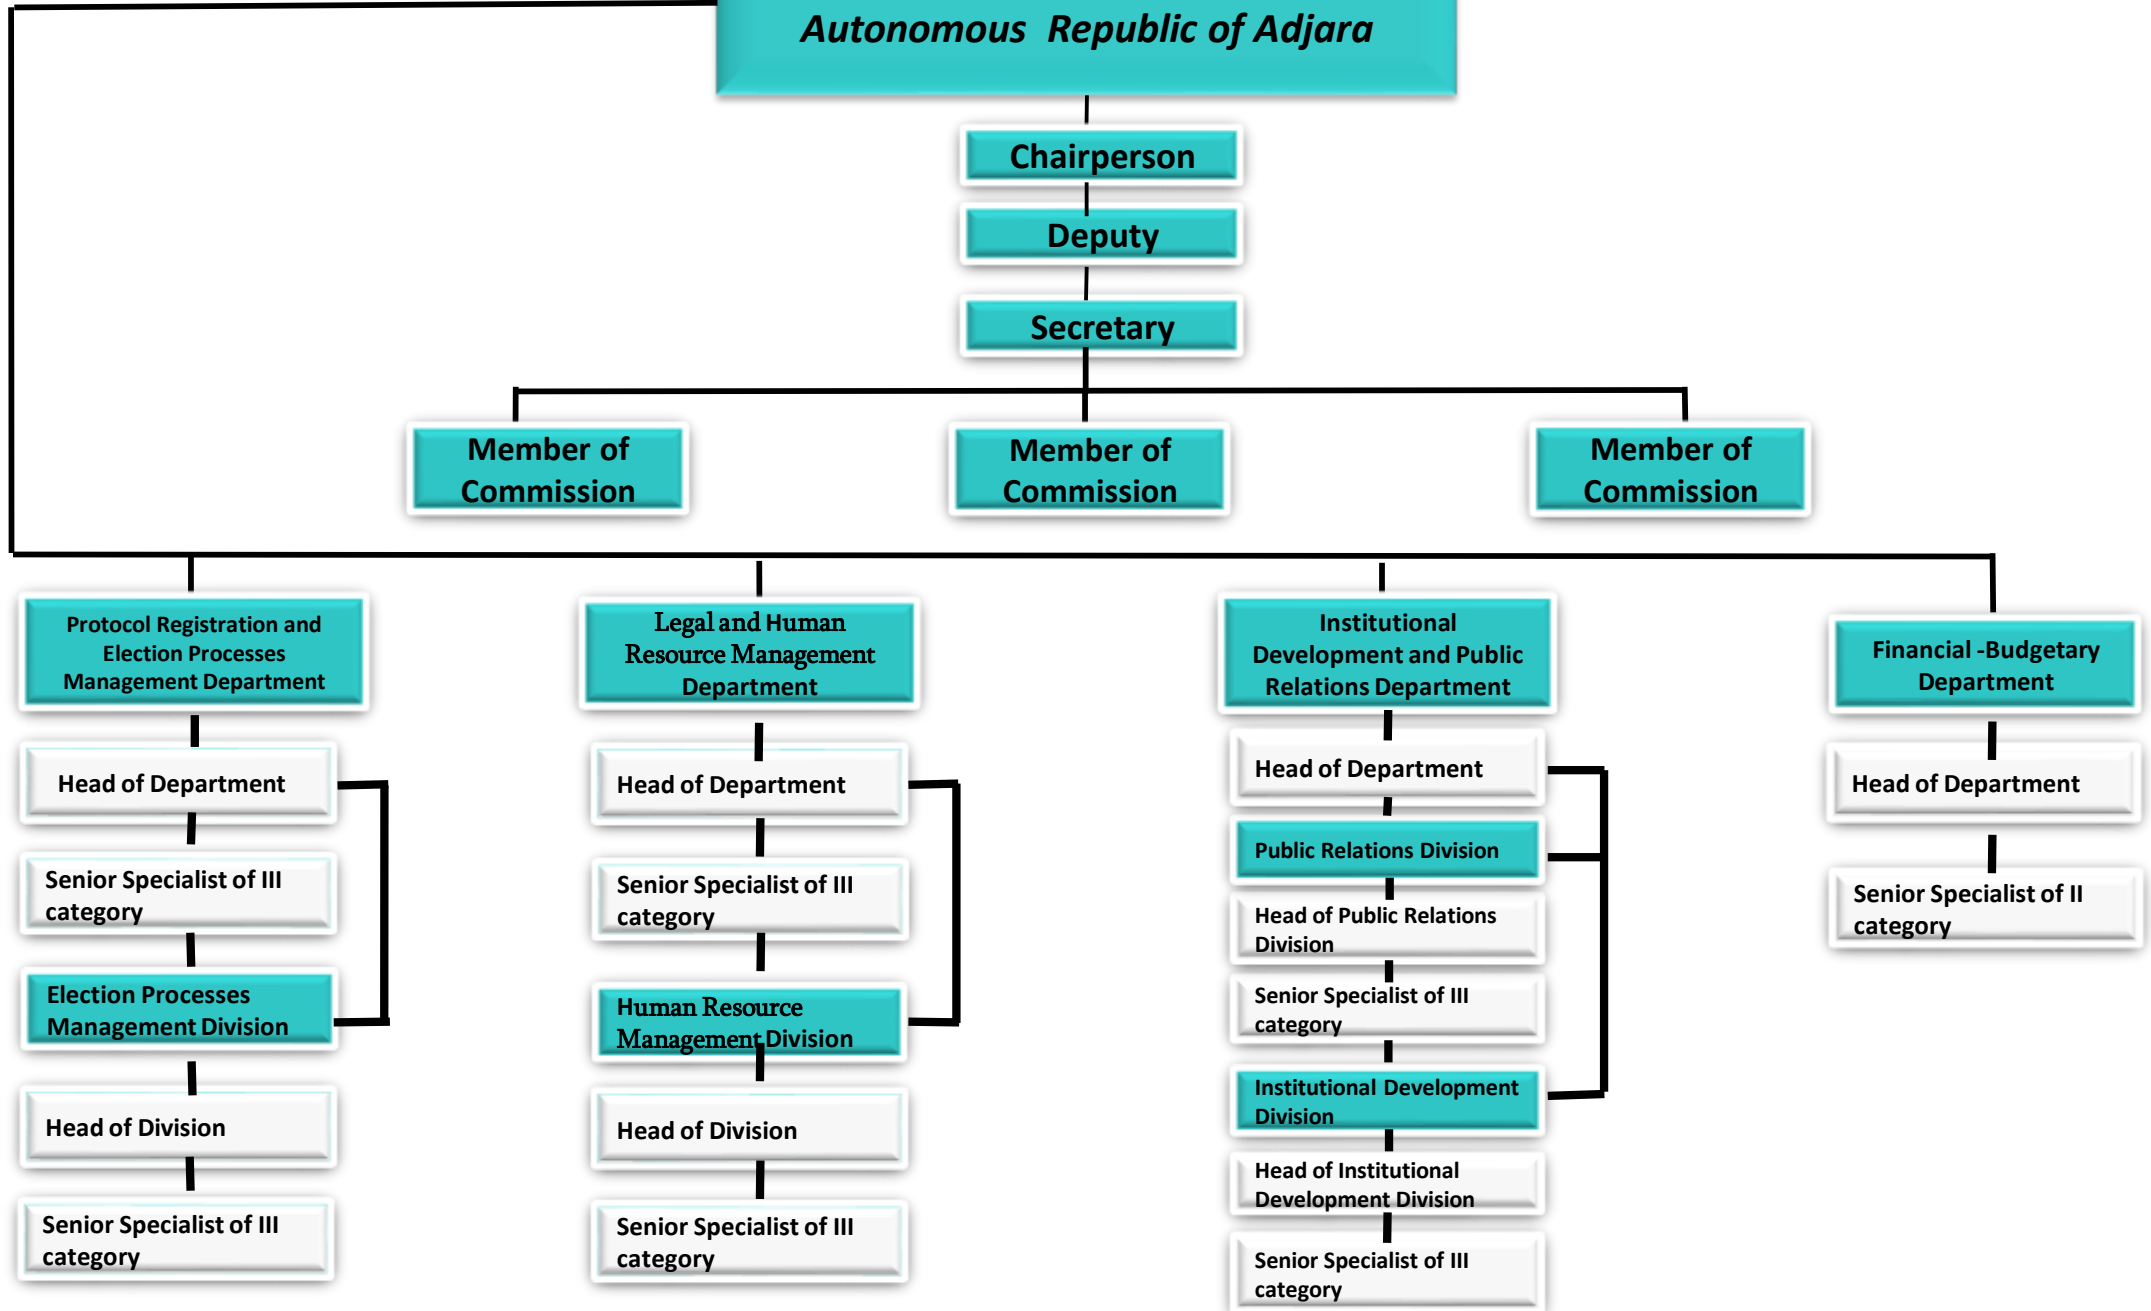 Autonomous Republic of Adjara
Chairperson
Deputy
Secretary
Member of
Commission
Member of
Commission
Member of
Commission
Protocol Registration and
Election Processes
Management Department
Head of Department
Senior Specialist of III
category
Election Processes
Management Division
Head of Division
Senior Specialist of III
category
Legal and Human
Resource Management
Department
Head of Department
Senior Specialist of III
category
Human Resource
Management Division
Head of Division
Senior Specialist of III
category
Institutional
Development and Public
Relations Department
Head of Department
Public Relations Division
Head of Public Relations
Division
Senior Specialist of III
category
Institutional Development
Division
Head of Institutional
Development Division
Senior Specialist of III
category
Financial -Budgetary
Department
Head of Department
Senior Specialist of II
category